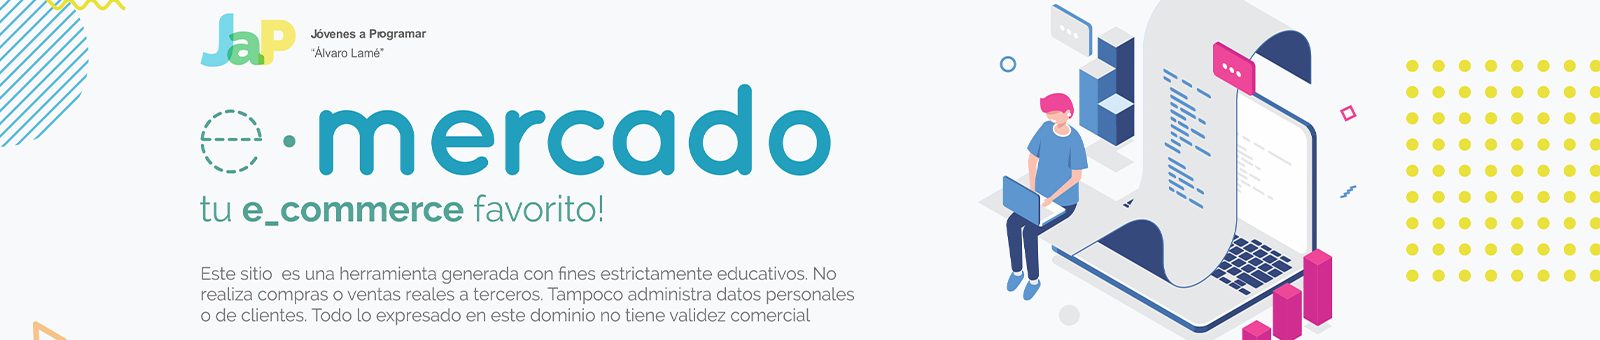 JaP
Jóvenes a Programar
“Álvaro Lamé”
e·mercado
tu e_commerce favorito!
Este sitio  es una herramienta generada con fines estrictamente educativos. No
realiza compras o ventas reales a terceros. Tampoco administra datos personales
o de clientes. Todo lo expresado en este dominio no tiene validez comercial